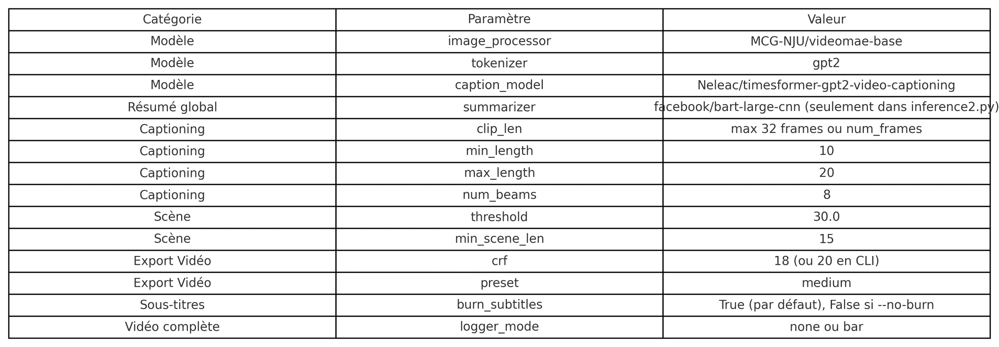 Catégorie Paramètre Valeur
Modèle image_processor MCG-NJU/videomae-base
Modèle tokenizer gpt2
Modèle caption_model Neleac/timesformer-gpt2-video-captioning
Résumé global summarizer facebook/bart-large-cnn (seulement dans inference2.py)
Captioning clip_len max 32 frames ou num_frames
Captioning min_length 10
Captioning max_length 20
Captioning num_beams 8
Scène threshold 30.0
Scène min_scene_len 15
Export Vidéo crf 18 (ou 20 en CLI)
Export Vidéo preset medium
Sous-titres burn_subtitles True (par défaut), False si --no-burn
Vidéo complète logger_mode none ou bar